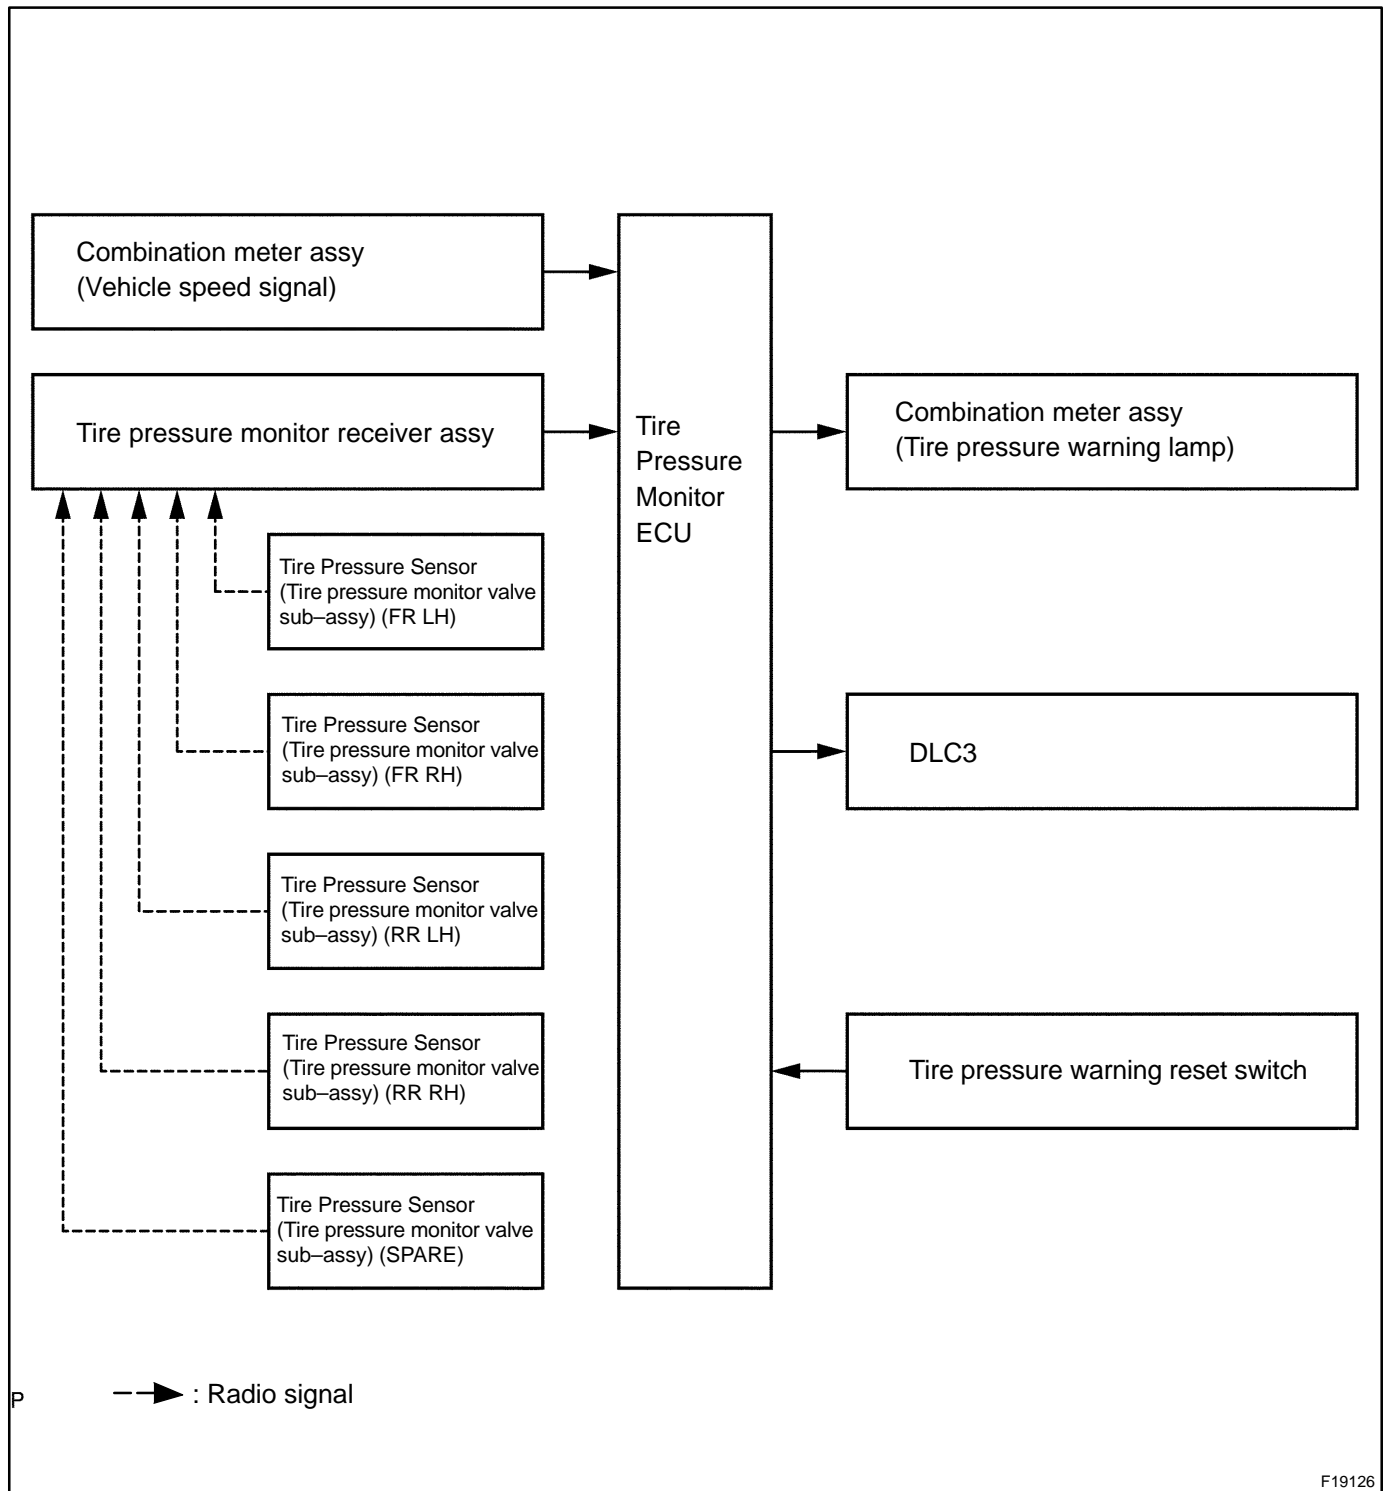 Combination meter assy
(Vehicle speed signal)
Tire pressure monitor receiver assy
Tire Pressure Sensor
(Tire pressure monitor valve
sub–assy) (FR LH)
Tire Pressure Sensor
(Tire pressure monitor valve
sub–assy) (FR RH)
Tire Pressure Sensor
(Tire pressure monitor valve
sub–assy) (RR LH)
Tire Pressure Sensor
(Tire pressure monitor valve
sub–assy) (RR RH)
Tire Pressure Sensor
(Tire pressure monitor valve
sub–assy) (SPARE)
Tire
Pressure
Monitor
ECU
Combination meter assy
(Tire pressure warning lamp)
DLC3
Tire pressure warning reset switch
P
: Radio signal
F19126